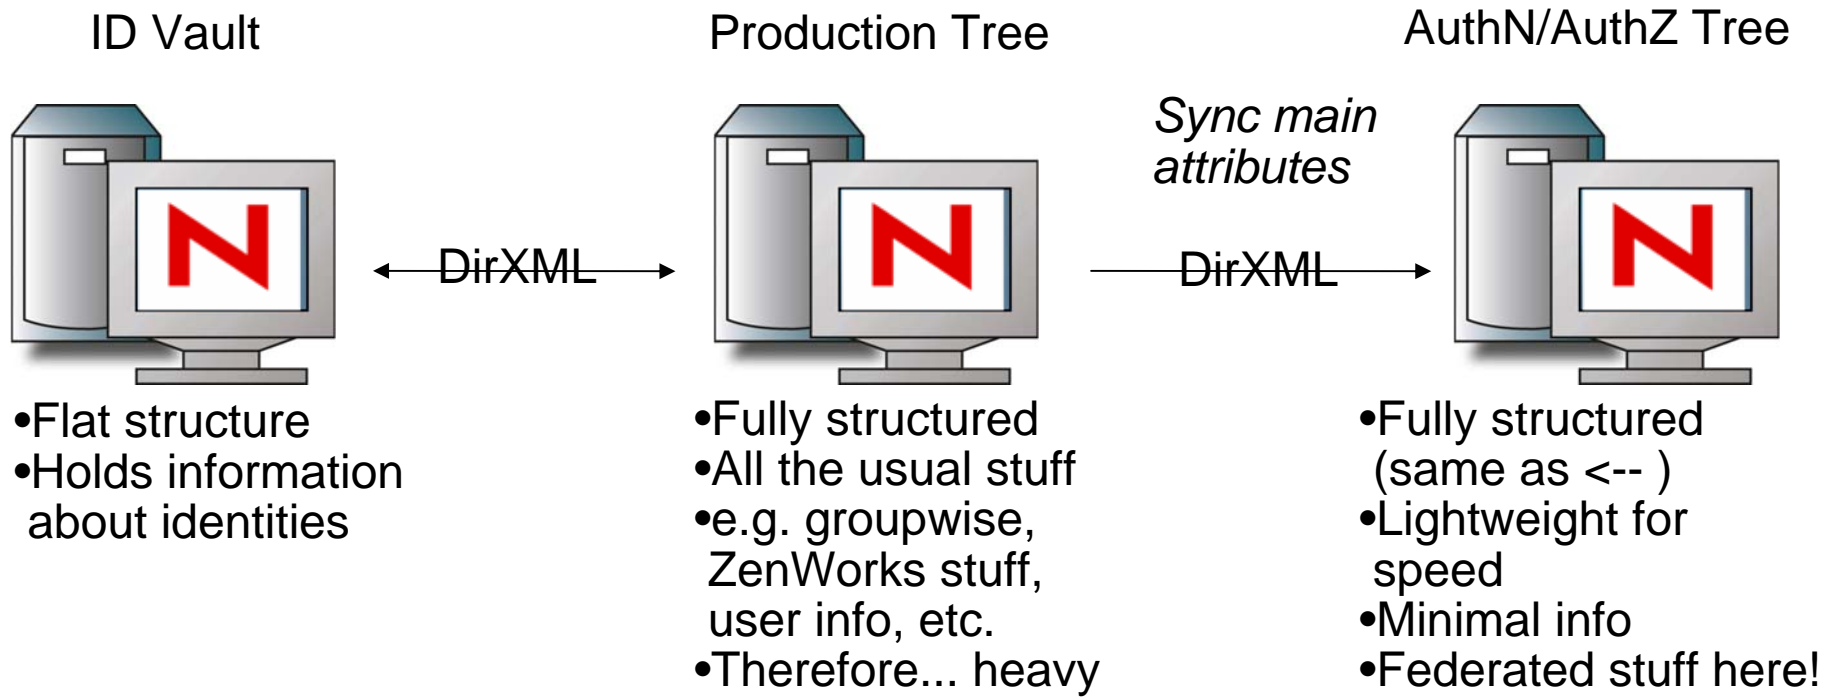 ID Vault
Production Tree
AuthN/AuthZ Tree
Sync main
attributes
N
N
N
DirXML
DirXML
•Flat structure
•Holds information
about identities
•Fully structured
•All the usual stuff
•e.g. groupwise,
ZenWorks stuff,
user info, etc.
•Therefore... heavy
•Fully structured
(same as <-- )
•Lightweight for
speed
•Minimal info
•Federated stuff here!